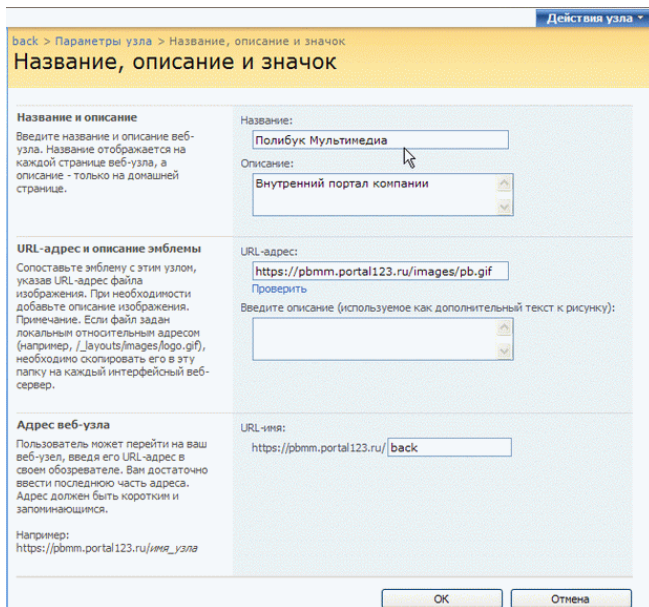 Действия узла
back > Параметры узла > Название, описание и значок
Название, описание и значок
Название и описание
Введите название и описание веб-
узла. Название отображается на
каждой странице веб-узла, а
описание - только на домашней
странице.
Название:
Полибук Мультимедиа
Описание:
Внутренний портал компании
URL-адрес и описание эмблемы
Сопоставьте эмблему с этим узлом,
указав URL-адрес файла
изображения. При необходимости
добавьте описание изображения.
Примечание. Если файл задан
локальным относительным адресом
(например, /_layouts/images/logo.gif),
необходимо скопировать его в эту
папку на каждый интерфейсный веб-
сервер.
URL-адрес:
https://pbmm.portal123.ru/images/pb.gif
Проверить
Введите описание (используемое как дополнительный текст к рисунку):
Адрес веб-узла
Пользователь может перейти на ваш
веб-узел, введя его URL-адрес в
своем обозревателе. Вам достаточно
ввести последнюю часть адреса.
Адрес должен быть коротким и
запоминающимся.
Например:
https://pbmm.portal123.ru/имя_узла
URL-имя:
https://pbmm.portal123.ru/ back
ОК
Отмена